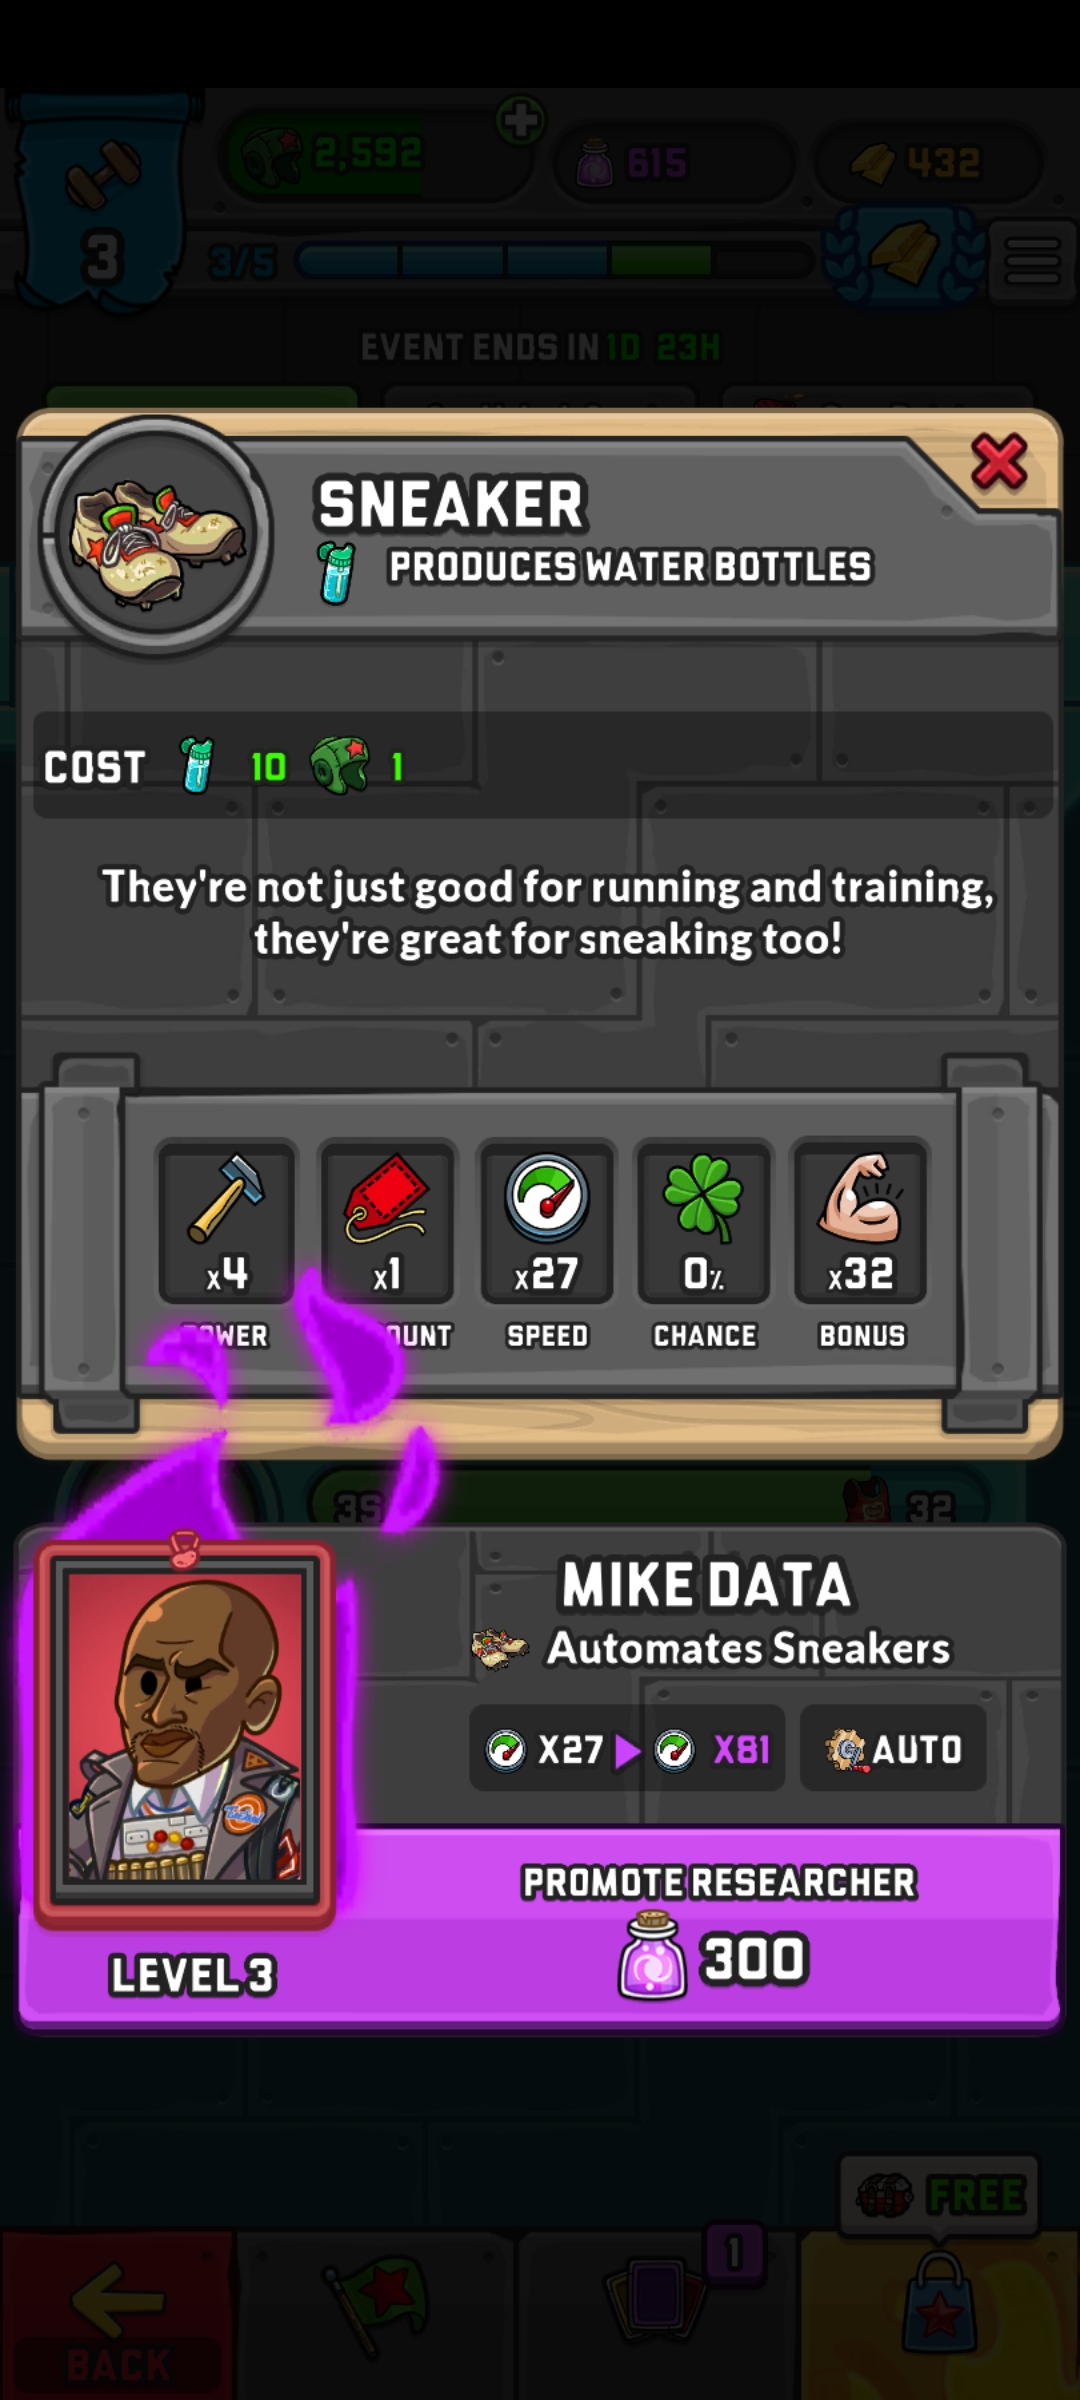 2,592
615
432
3
3/5
EVENT ENDS IN 1D 23H
SNEAKER
PRODUCES WATER BOTTLES
COST 10 1
They're not just good for running and training,
they're great for sneaking too!
x4 x1 x27 0% x32
SPEED CHANCE BONUS
32
MIKE DATA
Automates Sneakers
X27 X81 AUTO
PROMOTE RESEARCHER
300
LEVEL 3
FREE
1
BACK